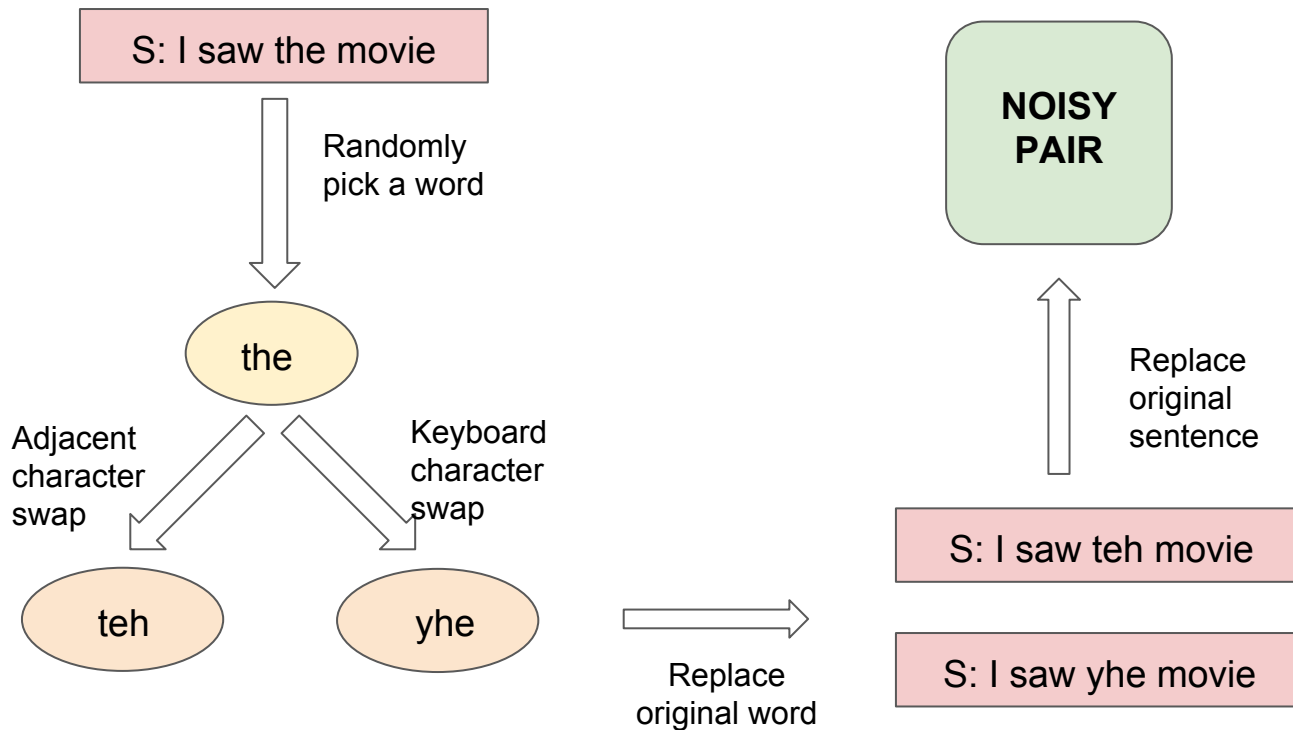 S: I saw the movie
Randomly
pick a word
the
Adjacent
character
swap
Keyboard
character
swap
teh
yhe
Replace
original word
S: I saw teh movie
S: I saw yhe movie
Replace
original
sentence
NOISY
PAIR